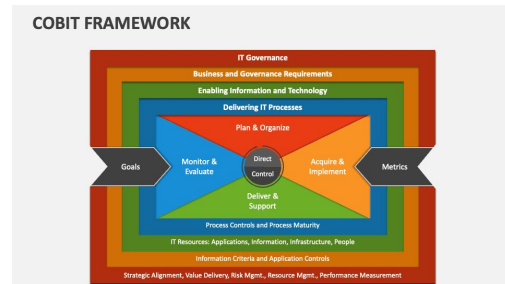 COBIT FRAMEWORK
IT Governance
Business and Governance Requirements
Enabling Information and Technology
Delivering IT Processes
Plan & Organize
Goals
Monitor &
Evaluate
Direct
Control
Acquire &
Implement
Metrics
Deliver &
Support
Process Controls and Process Maturity
IT Resources: Applications, Information, Infrastructure, People
Information Criteria and Application Controls
Strategic Alignment, Value Delivery, Risk Mgmt., Resource Mgmt., Performance Measurement